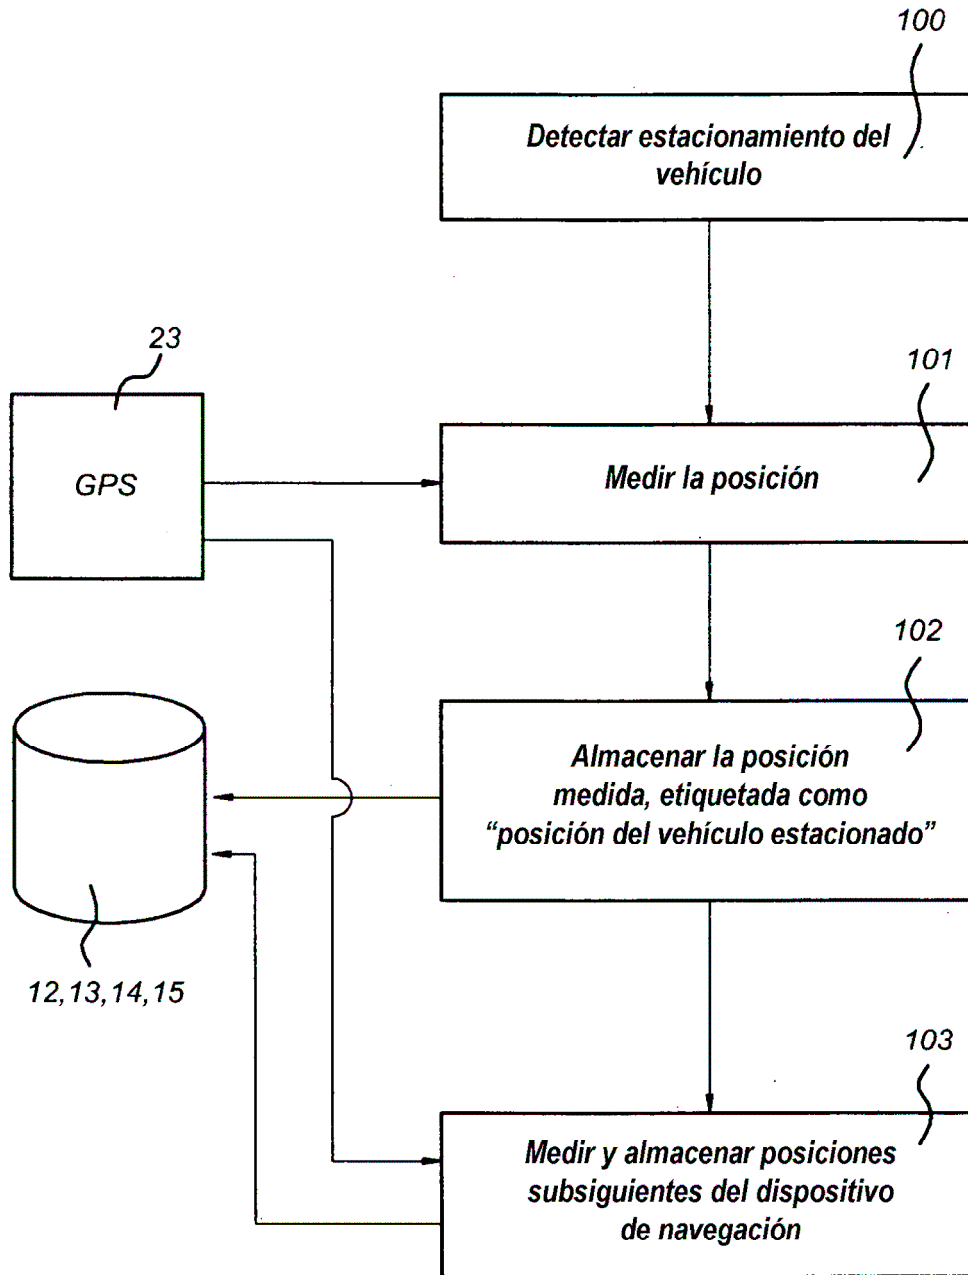 100
Detectar estacionamiento del
vehículo
23
101
GPS
Medir la posición
102
Almacenar la posición
medida, etiquetada como
“posición del vehículo estacionado”
12,13,14,15
103
Medir y almacenar posiciones
subsiguientes del dispositivo
de navegación